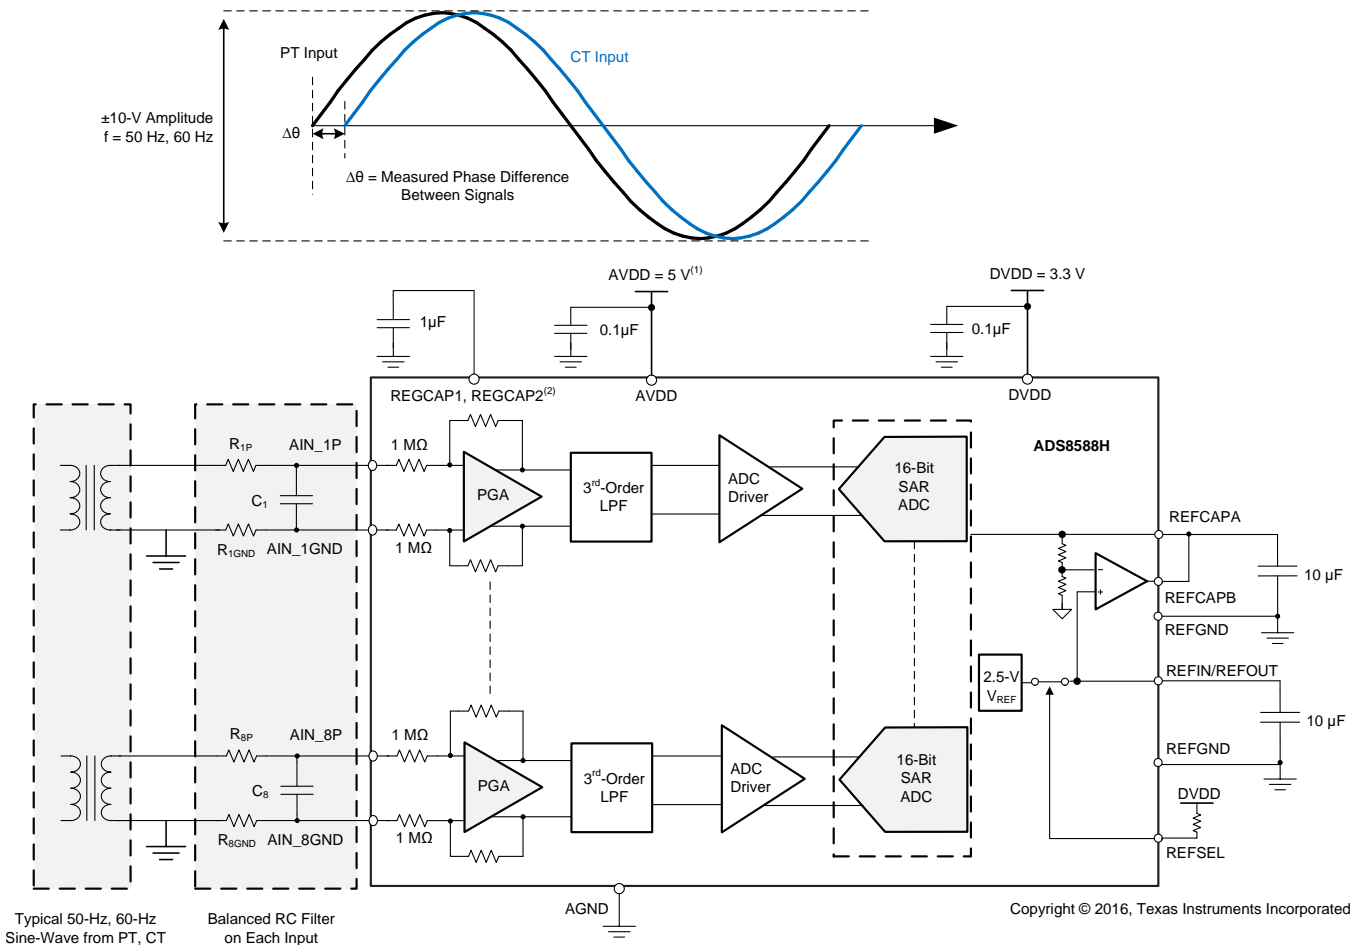 PT Input
CT Input
±10-V Amplitude
f = 50 Hz, 60 Hz
Δθ
Δθ = Measured Phase Difference
Between Signals
AVDD = 5 V(1)
DVDD = 3.3 V
1µF
0.1µF
0.1µF
REGCAP1, REGCAP2(2)
AVDD
DVDD
ADS8588H
R1P
AIN_1P
1 MΩ
C1
PGA
3rd-Order
LPF
ADC
Driver
16-Bit
SAR
ADC
R1GND
AIN_1GND
1 MΩ
REFCAPA
10 µF
REFCAPB
REFGND
2.5-V
VREF
REFIN/REFOUT
10 µF
REFGND
R8P
AIN_8P
1 MΩ
C8
PGA
3rd-Order
LPF
ADC
Driver
16-Bit
SAR
ADC
DVDD
R8GND
AIN_8GND
1 MΩ
REFSEL
AGND
Copyright © 2016, Texas Instruments Incorporated
Typical 50-Hz, 60-Hz
Sine-Wave from PT, CT
Balanced RC Filter
on Each Input
−
+